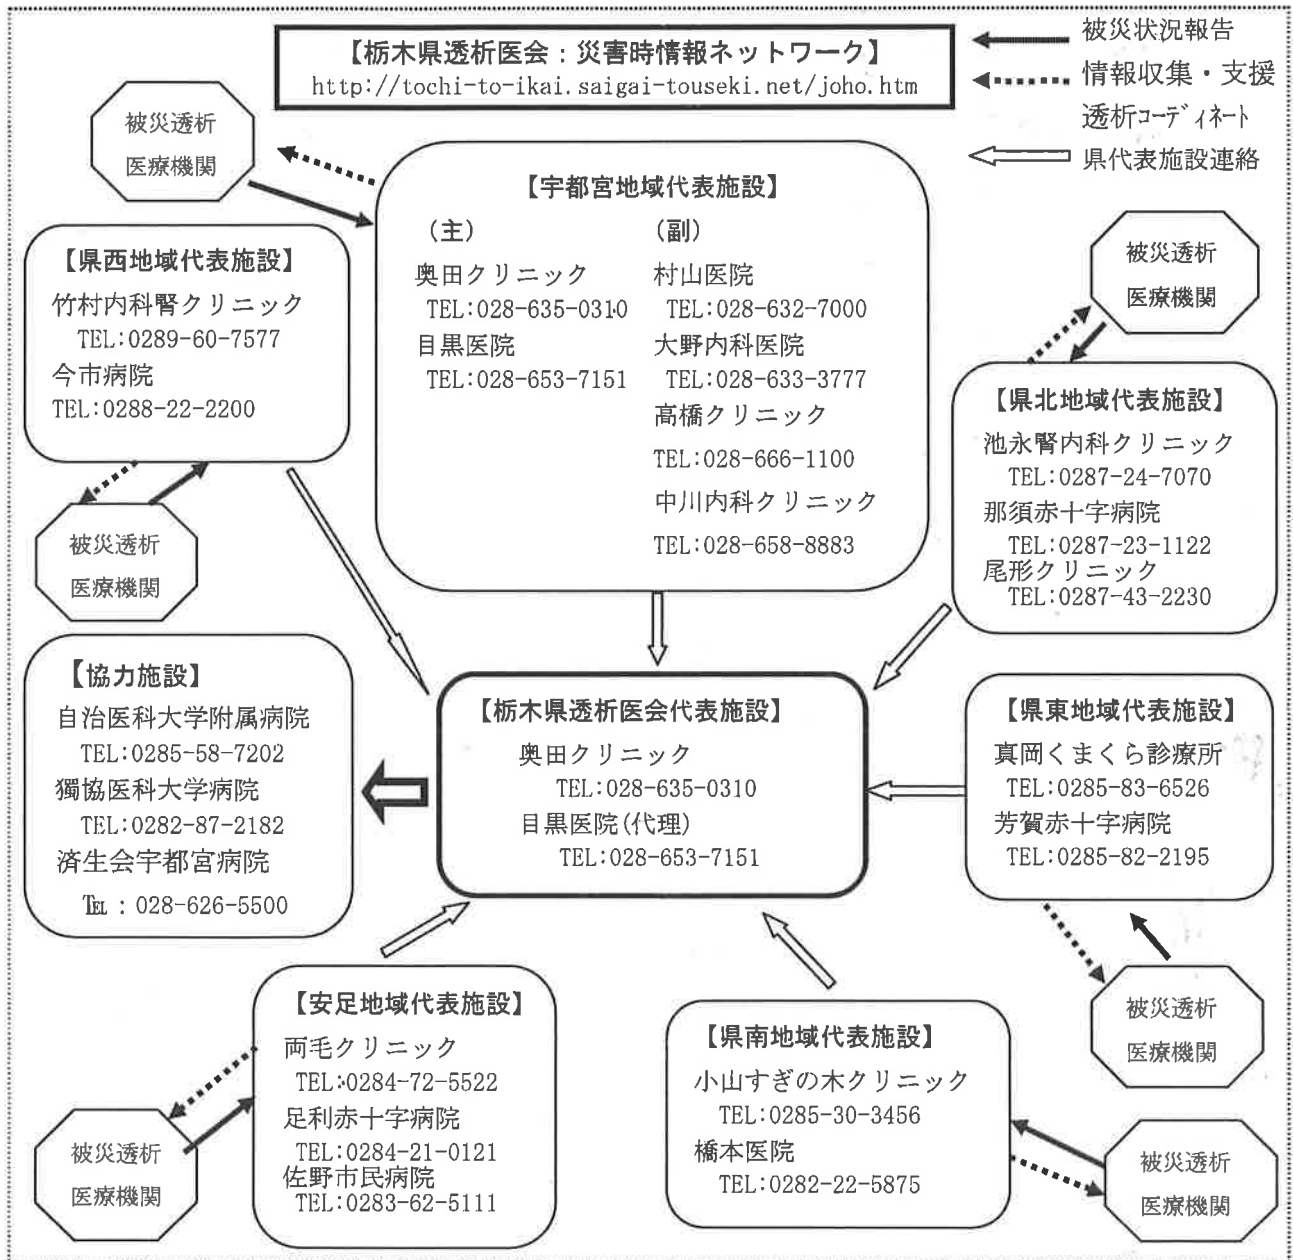 【栃木県透析医会：災害時情報ネットワーク】
http://tochi-to-ikai.saigai-touseki.net/joho.htm
被災状況報告
情報収集・支援
透析ｺｰﾃﾞｨﾈｰﾄ
県代表施設連絡
被災透析
医療機関
【宇都宮地域代表施設】
（主）
奥田クリニック
TEL:028-635-0310
目黒医院
TEL:028-653-7151
（副）
村山医院
TEL:028-632-7000
大野内科医院
TEL:028-633-3777
高橋クリニック
TEL:028-666-1100
中川内科クリニック
TEL:028-658-8883
【県西地域代表施設】
竹村内科腎クリニック
TEL:0289-60-7577
今市病院
TEL:0288-22-2200
被災透析
医療機関
被災透析
医療機関
【県北地域代表施設】
池永腎内科クリニック
TEL:0287-24-7070
那須赤十字病院
TEL:0287-23-1122
尾形クリニック
TEL:0287-43-2230
【協力施設】
自治医科大学附属病院
TEL:0285-58-7202
獨協医科大学病院
TEL:0282-87-2182
済生会宇都宮病院
TEL：028-626-5500
【栃木県透析医会代表施設】
奥田クリニック
TEL:028-635-0310
目黒医院(代理)
TEL:028-653-7151
【県東地域代表施設】
真岡くまくら診療所
TEL:0285-83-6526
芳賀赤十字病院
TEL:0285-82-2195
被災透析
医療機関
【安足地域代表施設】
両毛クリニック
TEL:0284-72-5522
足利赤十字病院
TEL:0284-21-0121
佐野市民病院
TEL:0283-62-5111
被災透析
医療機関
【県南地域代表施設】
小山すぎの木クリニック
TEL:0285-30-3456
橋本医院
TEL:0282-22-5875
被災透析
医療機関